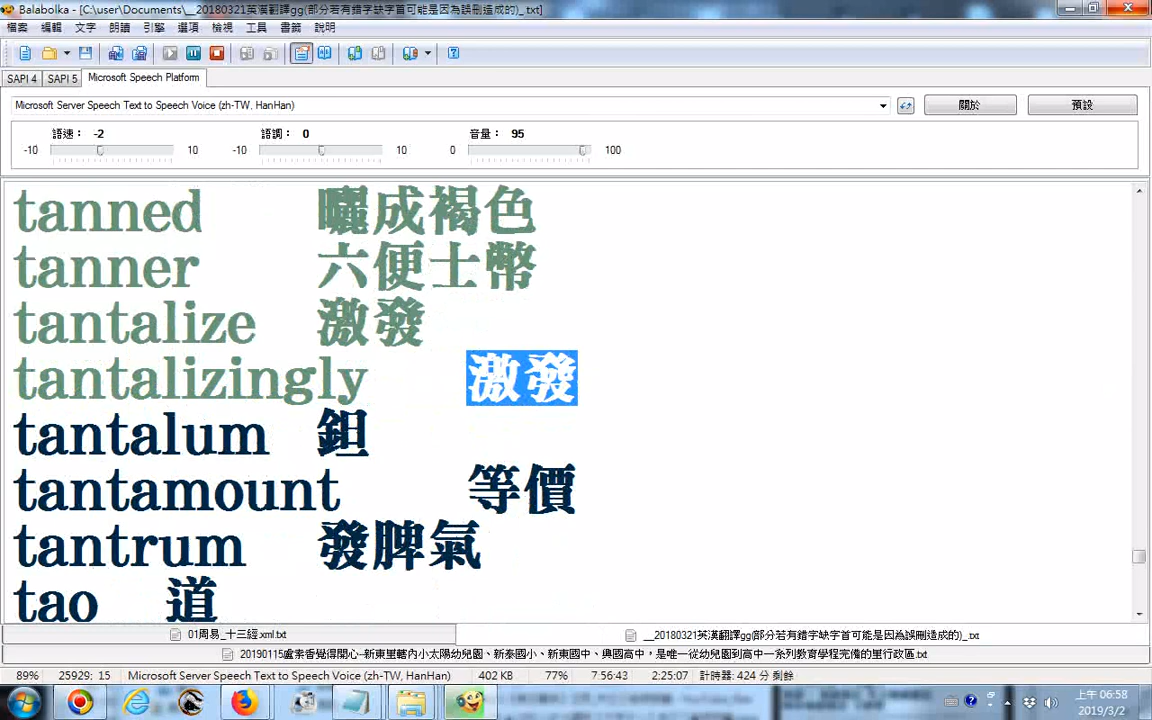 Balabolka - [C:\user\Documents\__20180321英漢翻譯gg(部分若有錯字缺字首可能是因為誤刪造成的)_.txt]
檔案 編輯 文字 朗讀 引擎 選項 檢視 工具 書籤 說明
SAPI 4 SAPI 5 Microsoft Speech Platform
Microsoft Server Speech Text to Speech Voice (zh-TW, HanHan) 關於 預設
語速: -2 語調: 0 音量: 95
-10 10 -10 10 0 100
tanned 曬成褐色
tanner 六便士幣
tantalize 激發
tantalizingly 激發
tantalum 鉭
tantamount 等價
tantrum 發脾氣
tao 道
01周易_十三經.xml.txt __20180321英漢翻譯gg(部分若有錯字缺字首可能是因為誤刪造成的)_.txt
20190115盧素香覺得開心--新東里轄內小太陽幼兒園、新泰國小、新東國中、典國高中，是唯一從幼兒園到高中一系列教育學程完備的里行政區.txt
89% 25929: 15 Microsoft Server Speech Text to Speech Voice (zh-TW, HanHan) 402 KB 77% 7:56:43 2:25:07 計時器: 424 分 剩餘
上午 06:58
2019/3/2